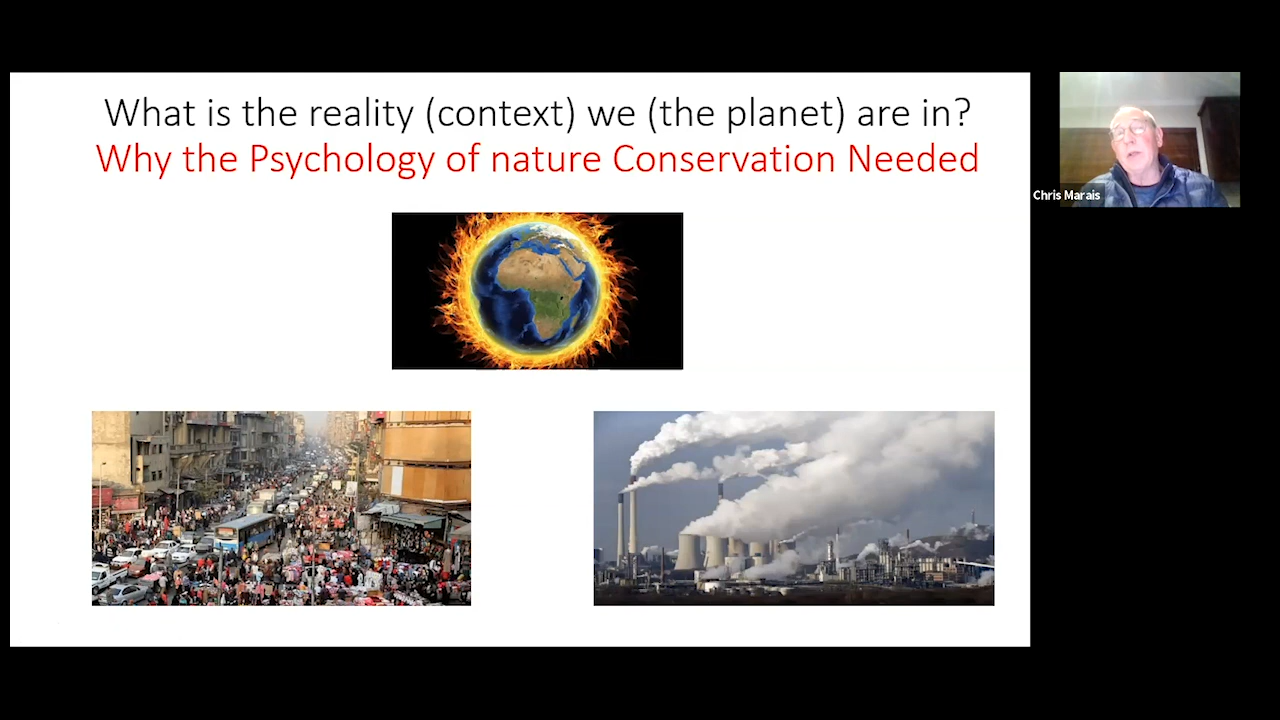 What is the reality (context) we (the planet) are in?
Why the Psychology of nature Conservation Needed
Chris Marais